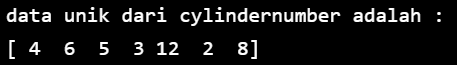 data unik dari cylindernumber adalah :
[ 4  6  5  3 12  2  8]